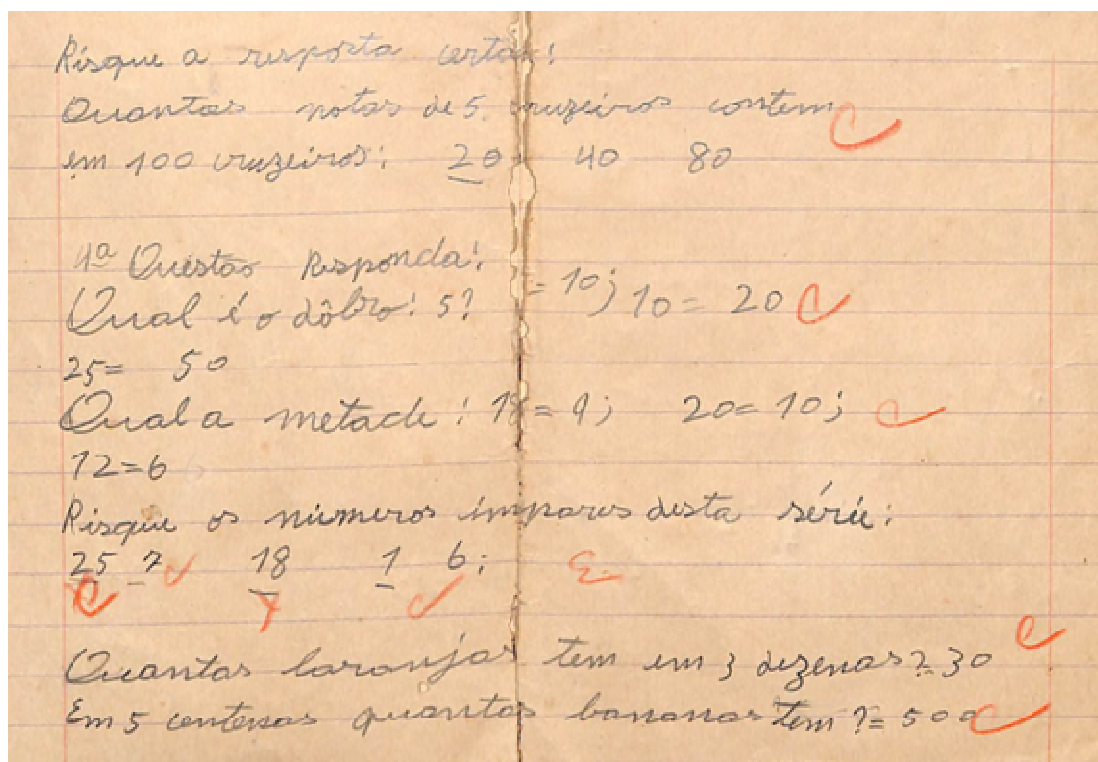 Risque a resposta certa:
Quantas notas de 5 cruzeiros contem
em 100 cruzeiros: 20 40 80
4ª Questão Responda:
Qual é o dôbro: 5? = 10; 10 = 20
25= 50
Qual a metade: 18 = 9; 20= 10;
12=6
Risque os números impares desta série:
25 7 18 1 6;
Quantas laranjas tem em 3 dezenas? 30
Em 5 centenas quantas bananas tem?= 500